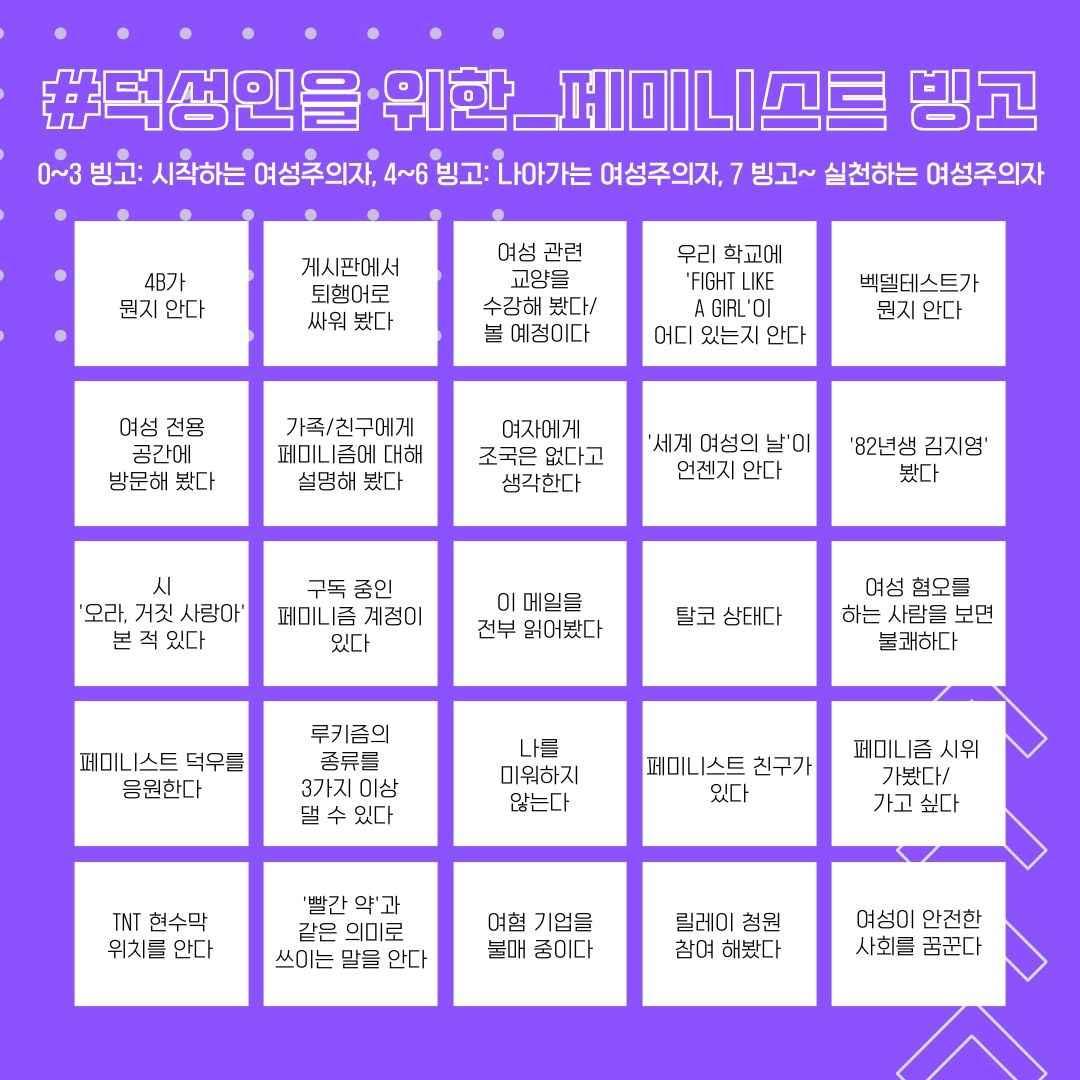 #덕성인을 위한_페미니스트 빙고
0~3 빙고: 시작하는 여성주의자, 4~6 빙고: 나아가는 여성주의자, 7 빙고~ 실천하는 여성주의자
4B가
뭔지 안다
게시판에서
퇴행어로
싸워 봤다
여성 관련
교양을
수강해 봤다/
볼 예정이다
우리 학교에
'FIGHT LIKE
A GIRL'이
어디 있는지 안다
벡델테스트가
뭔지 안다
여성 전용
공간에
방문해 봤다
가족/친구에게
페미니즘에 대해
설명해 봤다
여자에게
조국은 없다고
생각한다
'세계 여성의 날'이
언젠지 안다
'82년생 김지영'
봤다
시
'오라, 거짓 사랑아'
본 적 있다
구독 중인
페미니즘 계정이
있다
이 메일을
전부 읽어봤다
탈코 상태다
여성 혐오를
하는 사람을 보면
불쾌하다
페미니스트 덕우를
응원한다
루키즘의
종류를
3가지 이상
댈 수 있다
나를
미워하지
않는다
페미니스트 친구가
있다
페미니즘 시위
가봤다/
가고 싶다
TNT 현수막
위치를 안다
'빨간 약'과
같은 의미로
쓰이는 말을 안다
여혐 기업을
불매 중이다
릴레이 청원
참여 해봤다
여성이 안전한
사회를 꿈꾼다